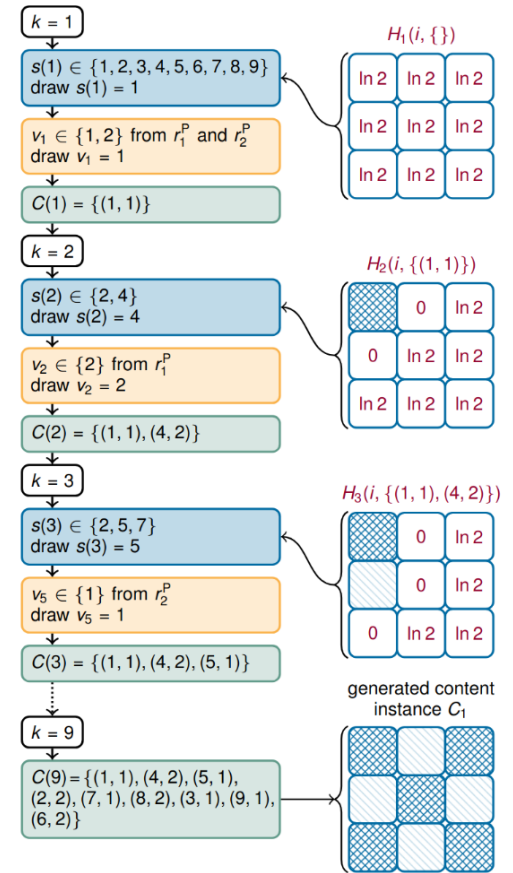 k = 1
s(1) ∈ {1, 2, 3, 4, 5, 6, 7, 8, 9}
draw s(1) = 1
v₁ ∈ {1, 2} from r₁ᴾ and r₂ᴾ
draw v₁ = 1
C(1) = {(1, 1)}
H₁(i, {})
ln 2 ln 2 ln 2
ln 2 ln 2 ln 2
ln 2 ln 2 ln 2
k = 2
s(2) ∈ {2, 4}
draw s(2) = 4
v₂ ∈ {2} from r₁ᴾ
draw v₂ = 2
C(2) = {(1, 1), (4, 2)}
H₂(i, {(1, 1)})
0 ln 2
0 ln 2 ln 2
ln 2 ln 2 ln 2
k = 3
s(3) ∈ {2, 5, 7}
draw s(3) = 5
v₅ ∈ {1} from r₂ᴾ
draw v₅ = 1
C(3) = {(1, 1), (4, 2), (5, 1)}
H₃(i, {(1, 1), (4, 2)})
0 ln 2
0 ln 2
0 ln 2 ln 2
k = 9
C(9) = {(1, 1), (4, 2), (5, 1),
(2, 2), (7, 1), (8, 2), (3, 1), (9, 1),
(6, 2)}
generated content
instance C₁